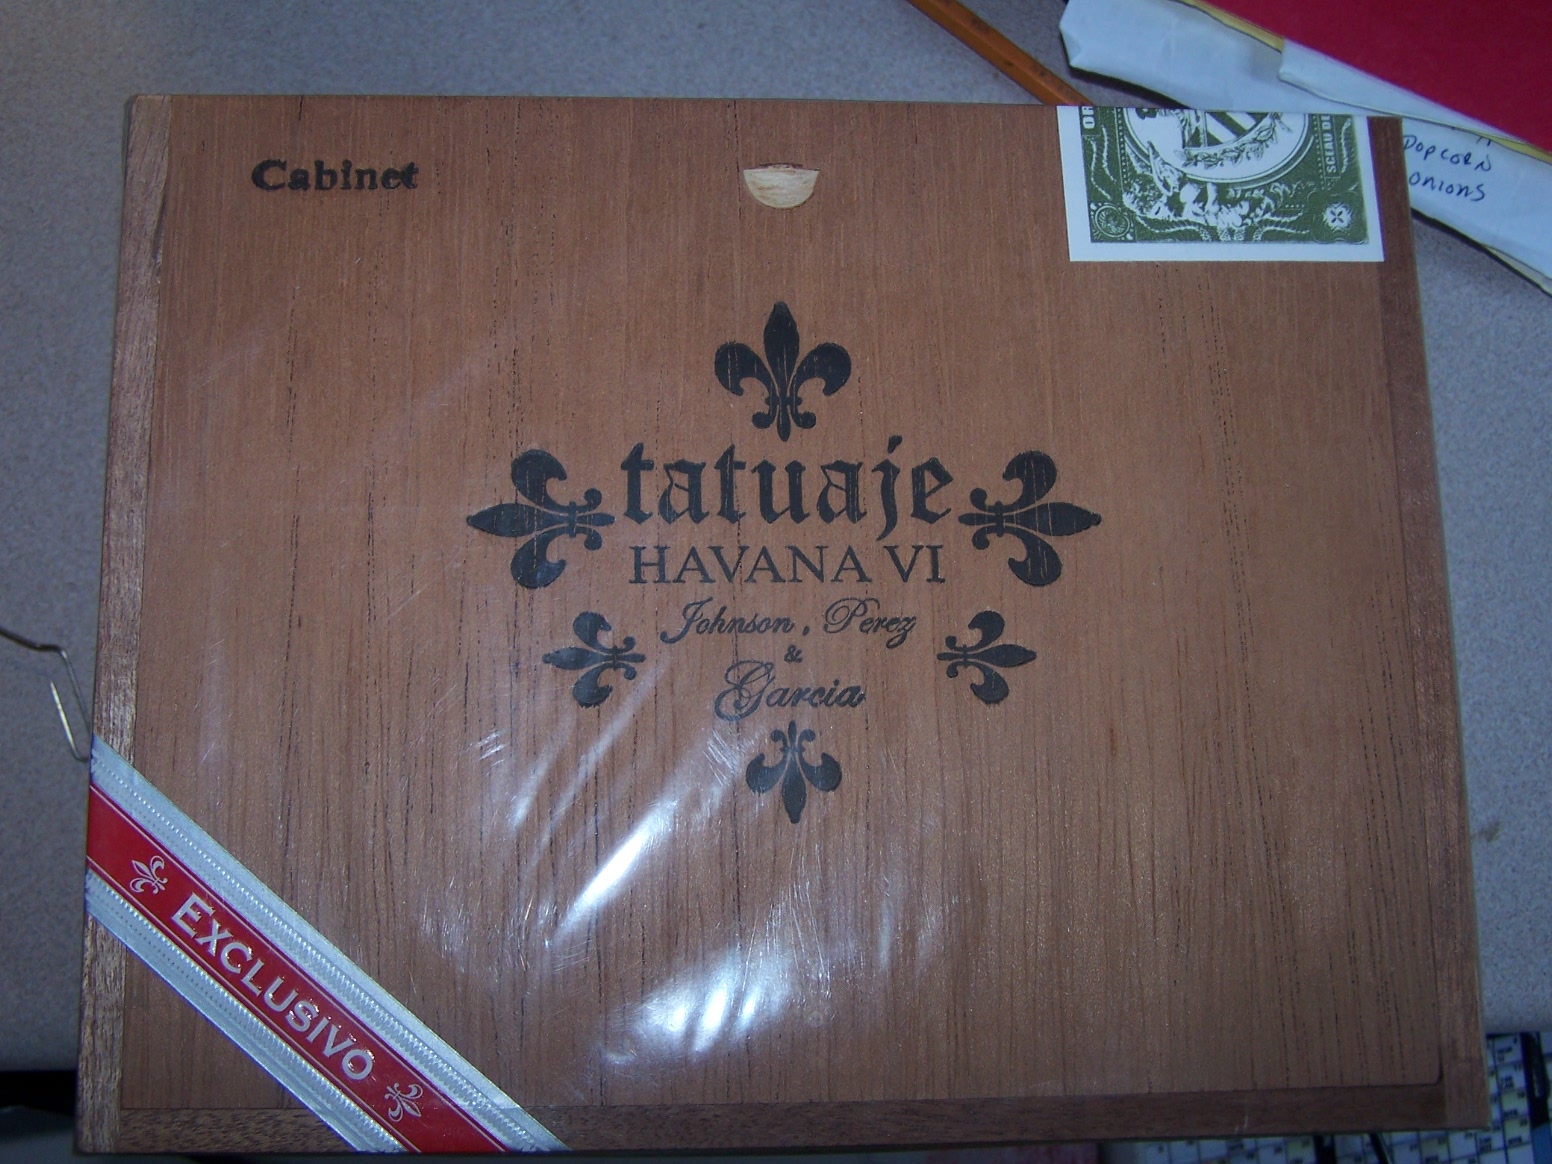 Cabinet
POPCORN
ONIONS
tatuaje
HAVANA VI
Johnson, Perez
&
Garcia
EXCLUSIVO